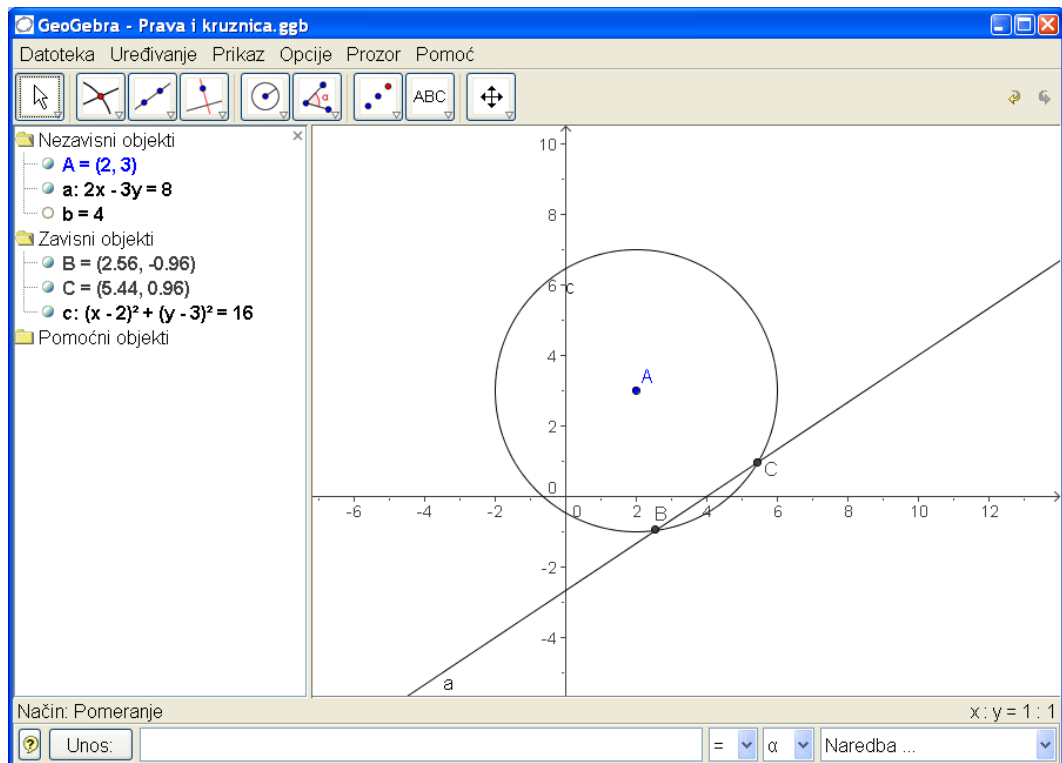 GeoGebra - Prava i kruznica.ggb
Datoteka Uređivanje Prikaz Opcije Prozor Pomoć
α
ABC
Nezavisni objekti
A = (2, 3)
a: 2x - 3y = 8
b = 4
Zavisni objekti
B = (2.56, -0.96)
C = (5.44, 0.96)
c: (x - 2)² + (y - 3)² = 16
Pomoćni objekti
10
8
6
c
4
A
2
C
0
-6 -4 -2 0 2 4 6 8 10 12
B
-2
-4
a
Način: Pomeranje
x : y = 1 : 1
Unos:
=
α
Naredba ...